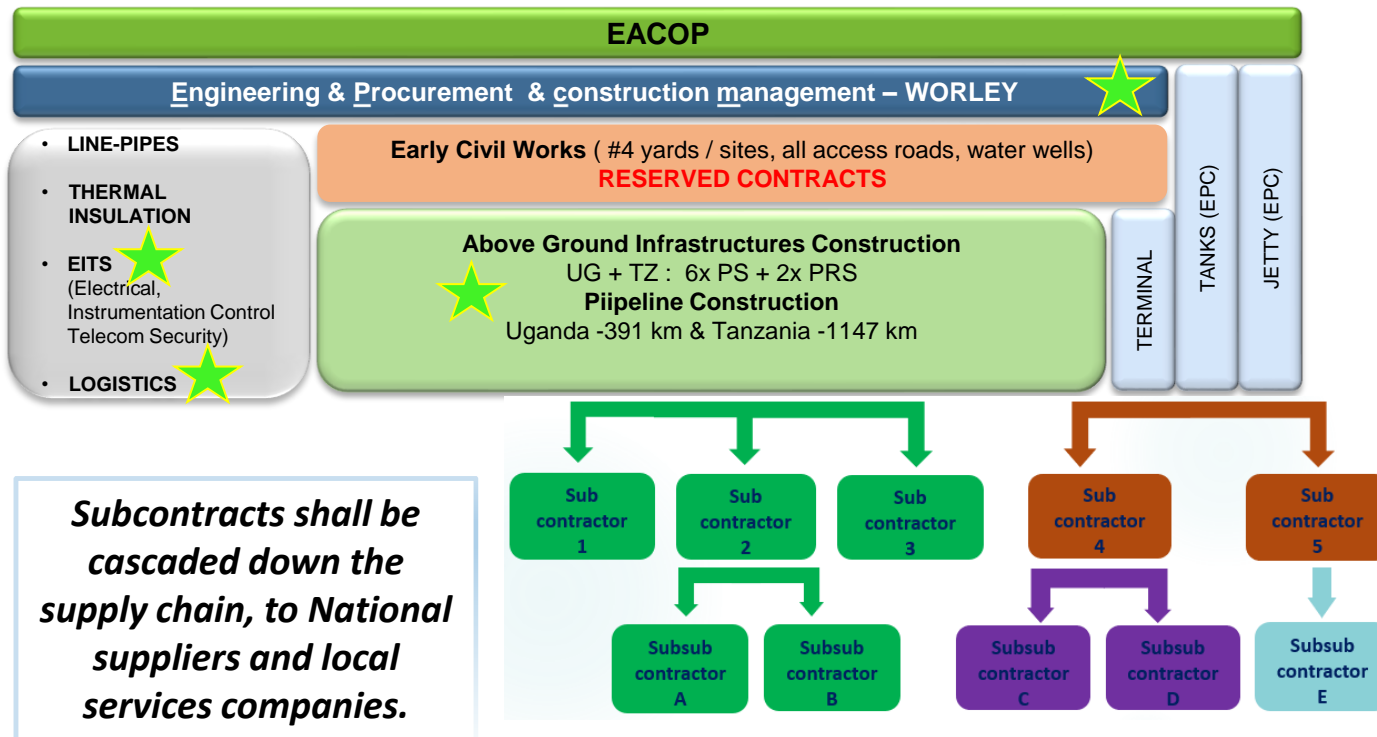 EACOP
Engineering & Procurement & construction management – WORLEY
• LINE-PIPES
• THERMAL
INSULATION
• EITS
(Electrical,
Instrumentation Control
Telecom Security)
• LOGISTICS
Early Civil Works ( #4 yards / sites, all access roads, water wells)
RESERVED CONTRACTS
Above Ground Infrastructures Construction
UG + TZ : 6x PS + 2x PRS
Piipeline Construction
Uganda -391 km & Tanzania -1147 km
TERMINAL
TANKS (EPC)
JETTY (EPC)
Subcontracts shall be
cascaded down the
supply chain, to National
suppliers and local
services companies.
Sub
contractor
1
Sub
contractor
2
Sub
contractor
3
Sub
contractor
4
Sub
contractor
5
Subsub
contractor
A
Subsub
contractor
B
Subsub
contractor
C
Subsub
contractor
D
Subsub
contractor
E